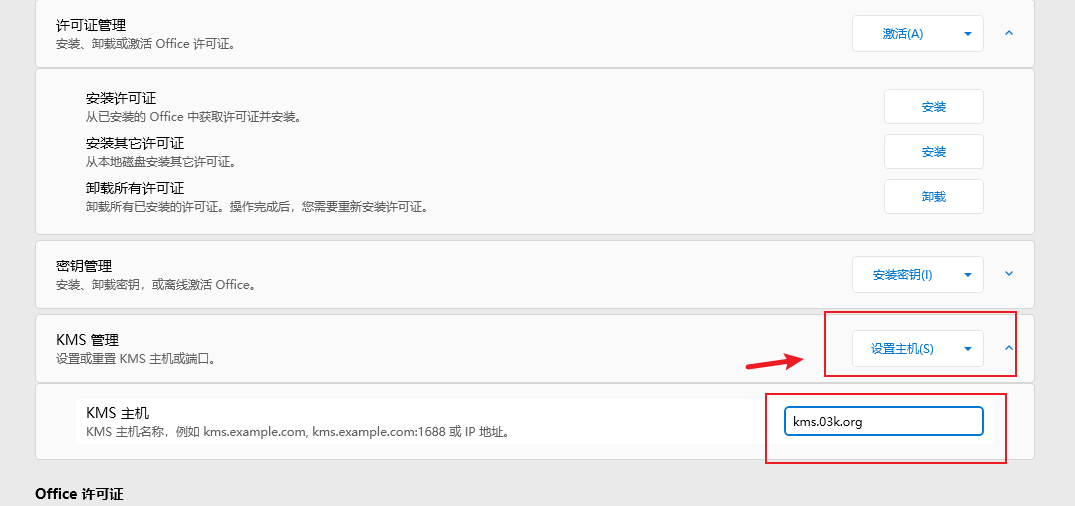 许可证管理
安装、卸载或激活 Office 许可证。
激活(A)
安装许可证
从已安装的 Office 中获取许可证并安装。
安装
安装其它许可证
从本地磁盘安装其它许可证。
安装
卸载所有许可证
卸载所有已安装的许可证。操作完成后，您需要重新安装许可证。
卸载
密钥管理
安装、卸载密钥，或离线激活 Office。
安装密钥(I)
KMS 管理
设置或重置 KMS 主机或端口。
设置主机(S)
KMS 主机
KMS 主机名称，例如 kms.example.com, kms.example.com:1688 或 IP 地址。
kms.03k.org
Office 许可证